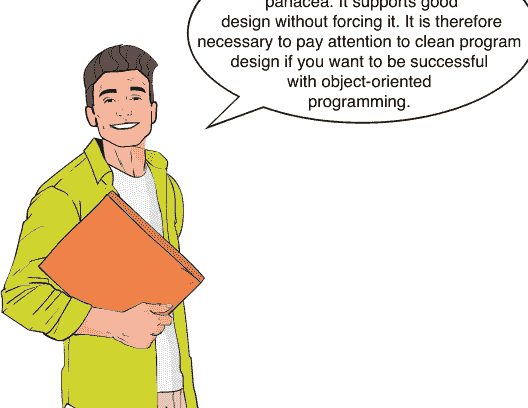 panacea. It supports good
design without forcing it. It is therefore
necessary to pay attention to clean program
design if you want to be successful
with object-oriented
programming.